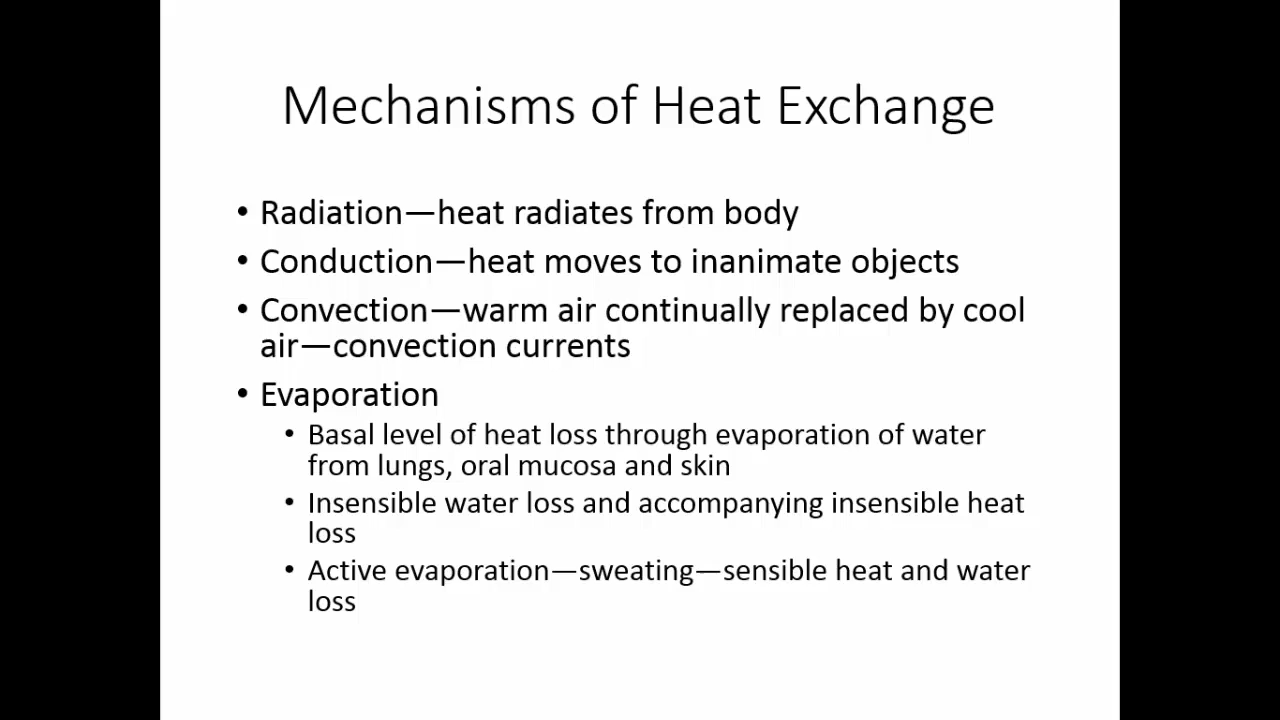 Mechanisms of Heat Exchange
• Radiation—heat radiates from body
• Conduction—heat moves to inanimate objects
• Convection—warm air continually replaced by cool
air—convection currents
• Evaporation
• Basal level of heat loss through evaporation of water
from lungs, oral mucosa and skin
• Insensible water loss and accompanying insensible heat
loss
• Active evaporation—sweating—sensible heat and water
loss